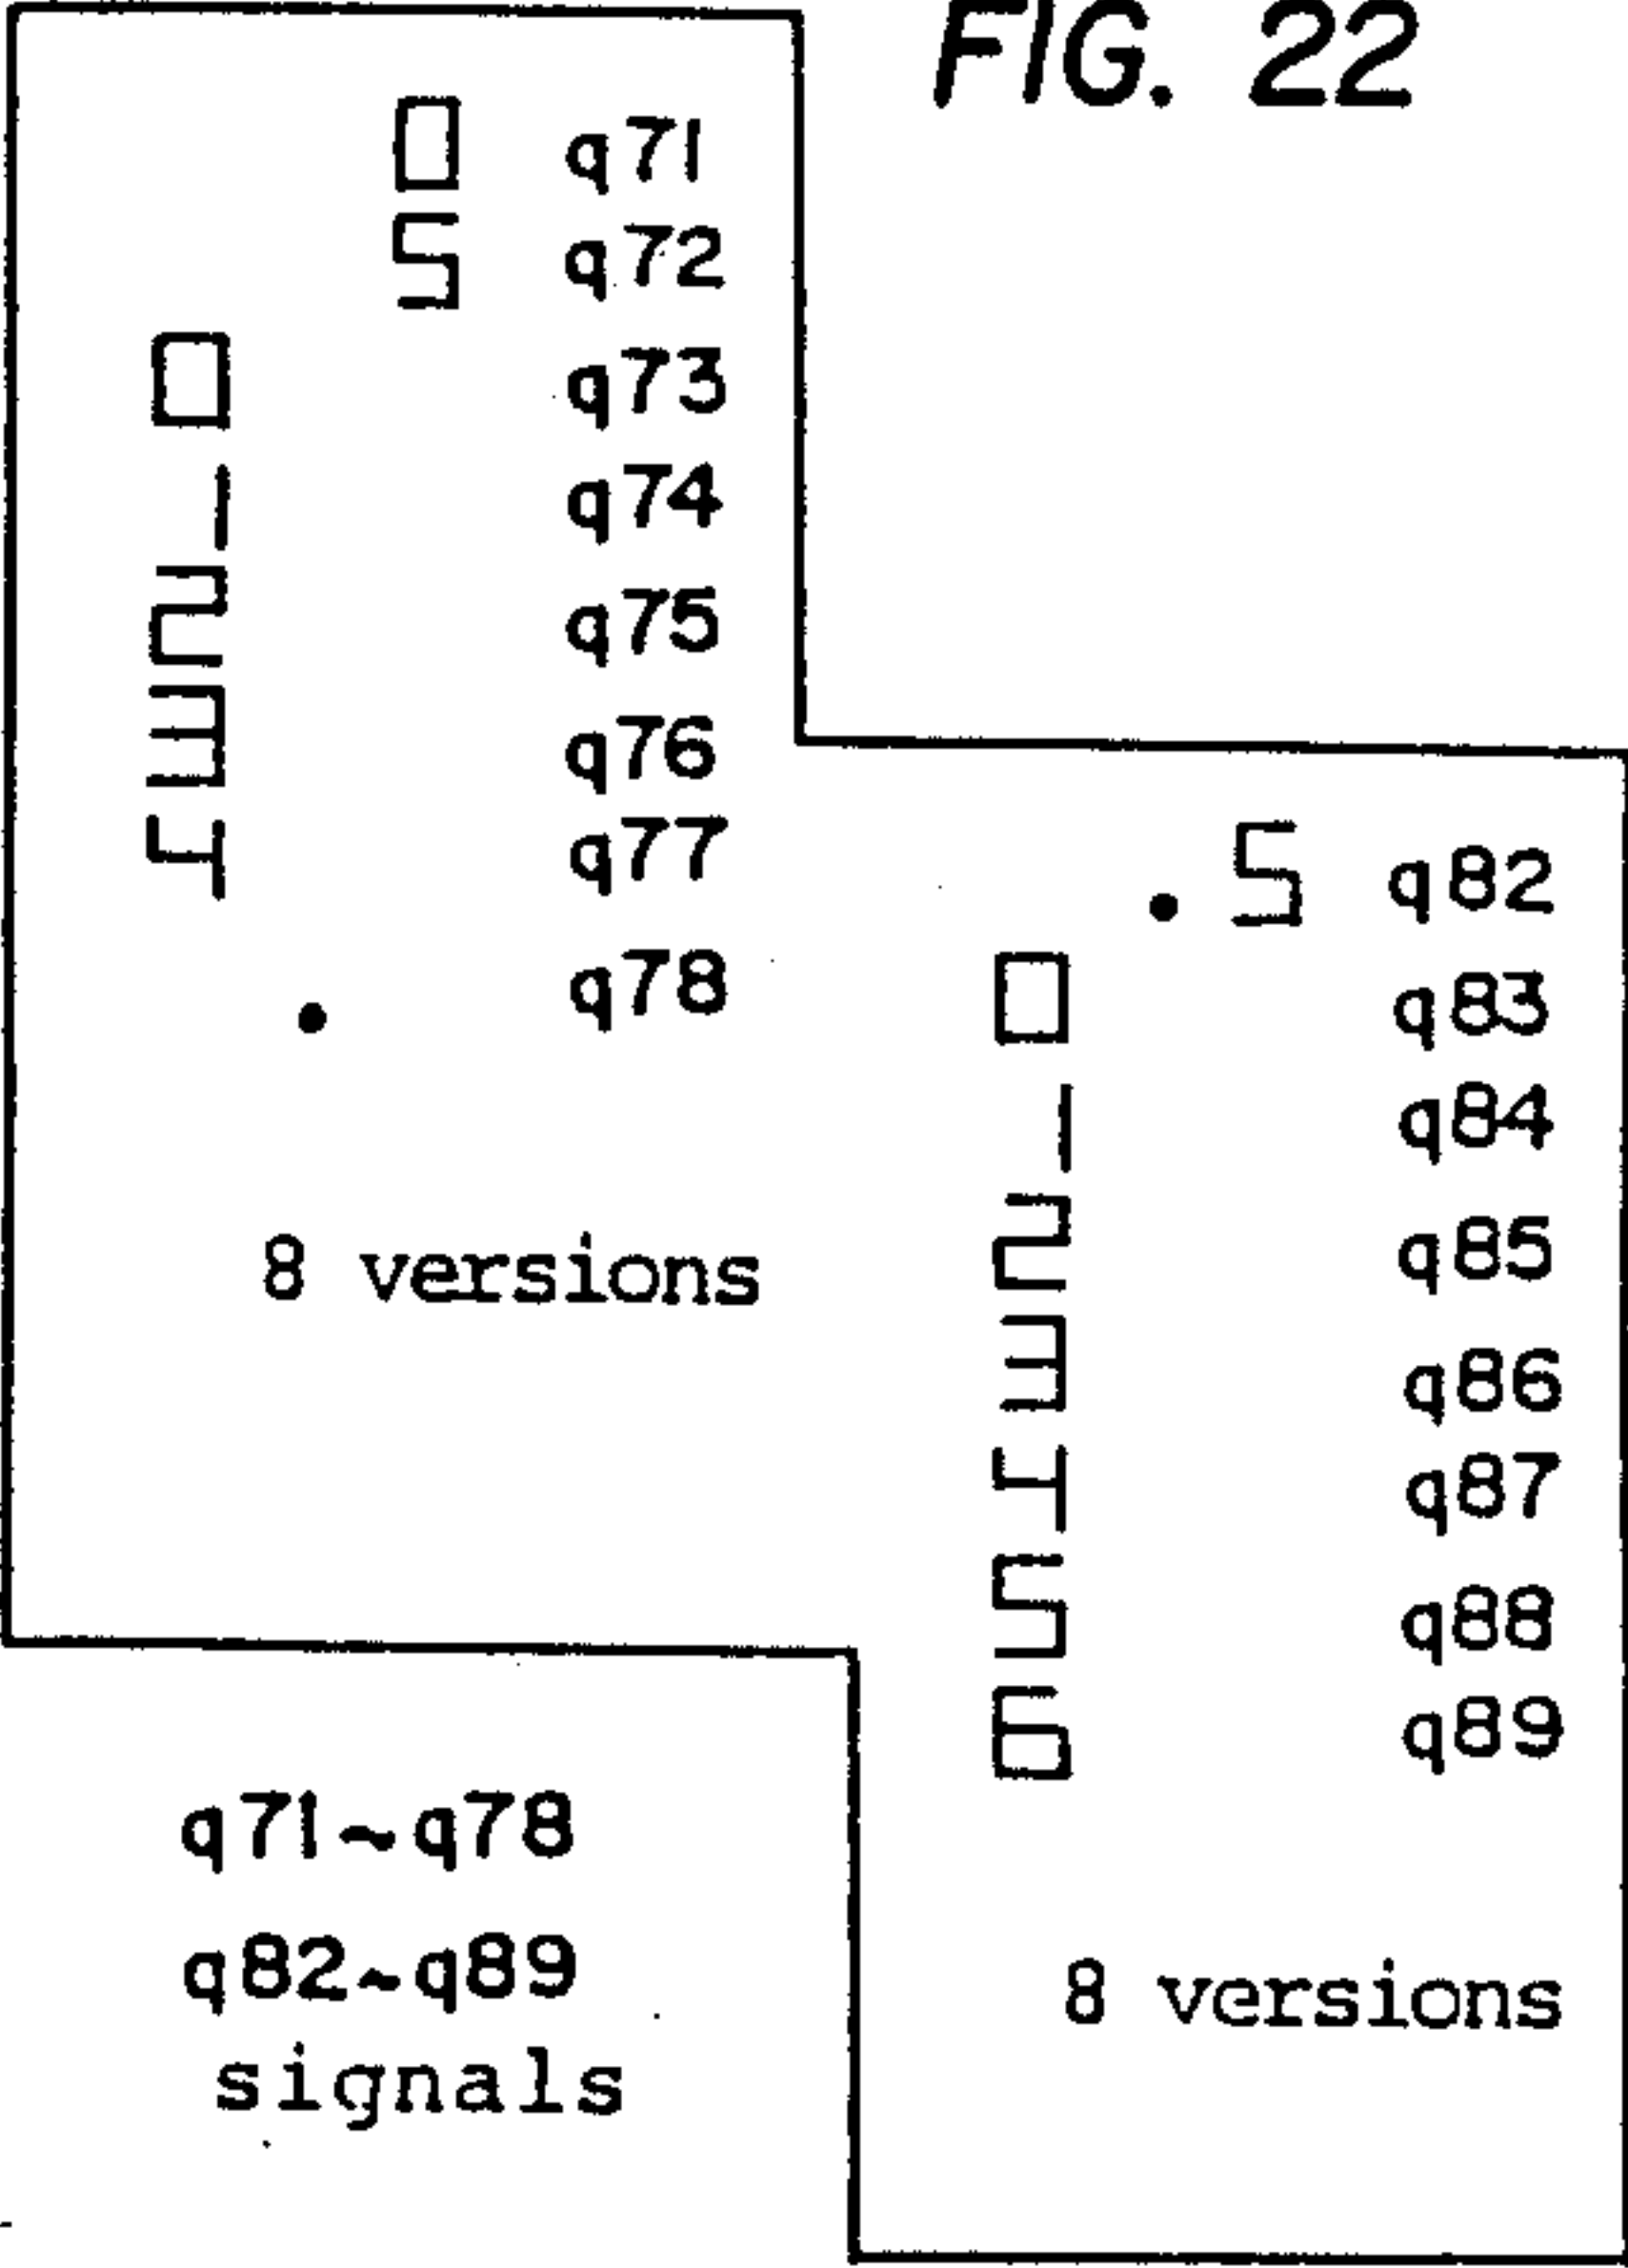 FIG. 22
0 q71
5 q72
0 q73
1 q74
2 q75
3 q76
4 q77
. q78
8 versions
.5 q82
0 q83
1 q84
2 q85
3 q86
4 q87
5 q88
6 q89
8 versions
q71~q78
q82~q89
signals